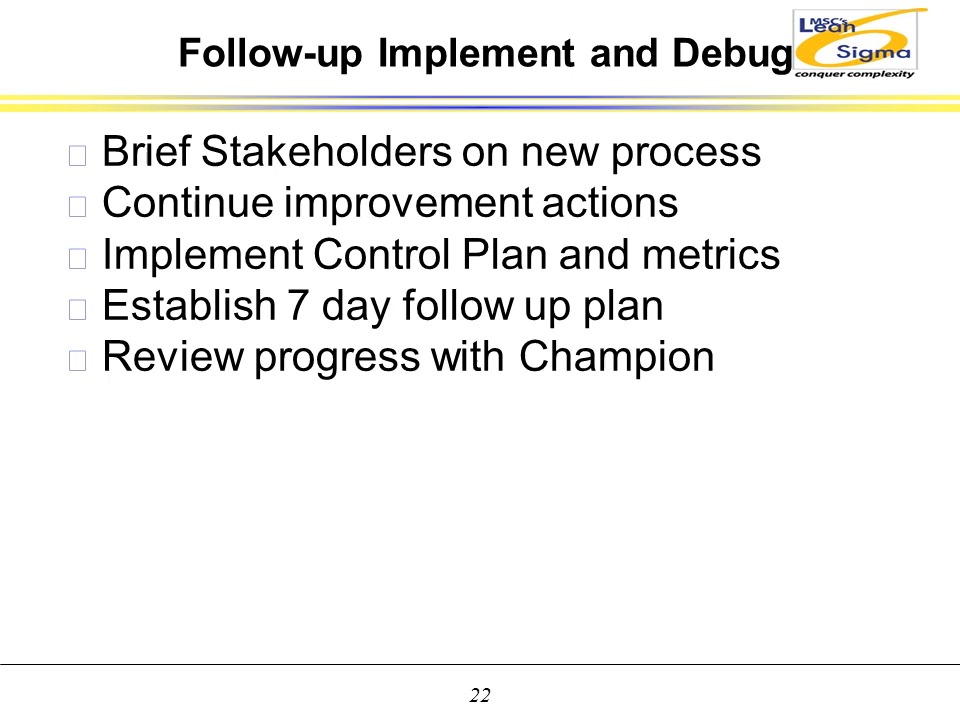 Follow-up Implement and Debug
MSC's
Lean
Sigma
conquer complexity
Brief Stakeholders on new process
Continue improvement actions
Implement Control Plan and metrics
Establish 7 day follow up plan
Review progress with Champion
22